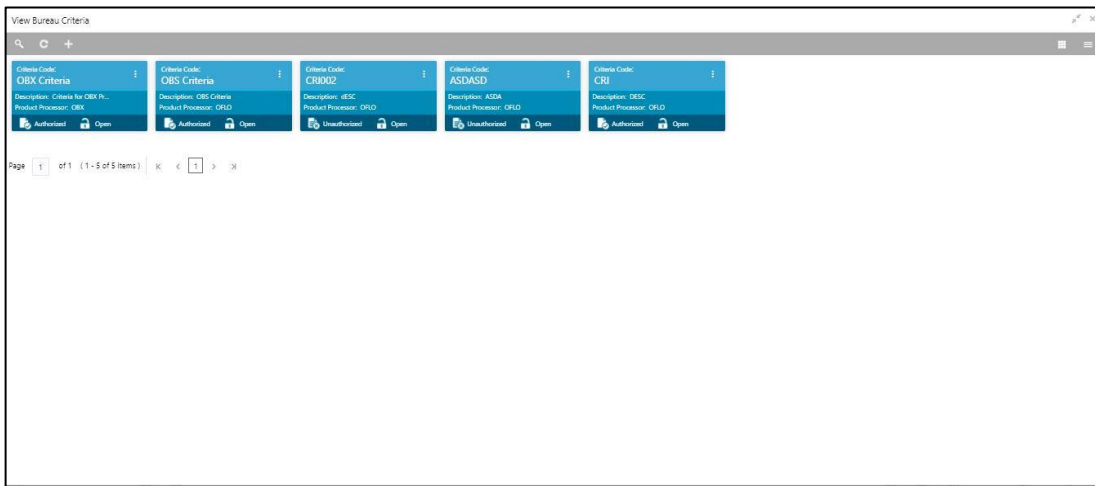 View Bureau Criteria
Criteria Code:
OBX Criteria
Description: Criteria for OBX Pr...
Product Processor: OBX
Authorized Open
Criteria Code:
OBS Criteria
Description: OBS Criteria
Product Processor: OFLO
Authorized Open
Criteria Code:
CRI002
Description: dESC
Product Processor: OFLO
Unauthorized Open
Criteria Code:
ASDASD
Description: ASDA
Product Processor: OFLO
Unauthorized Open
Criteria Code:
CRI
Description: DESC
Product Processor: OFLO
Authorized Open
Page 1 of 1 (1 - 5 of 5 items) 1